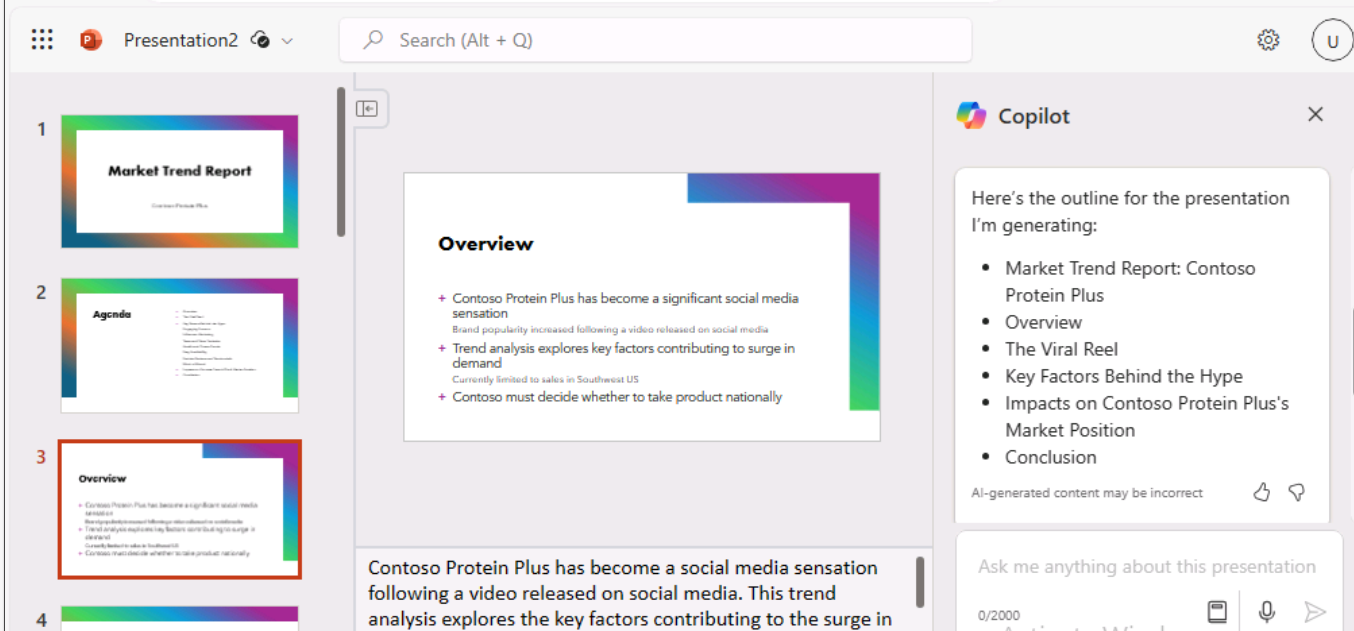 Presentation2
Search (Alt + Q)
U
1
Market Trend Report
Contoso Protein Plus
2
Agenda
3
Overview
Contoso Protein Plus has become a significant social media
sensation
Brand popularity increased following a video released on social media
Trend analysis explores key factors contributing to surge in
demand
Currently limited to sales in Southwest US
Contoso must decide whether to take product nationally
4
Overview
+ Contoso Protein Plus has become a significant social media
sensation
Brand popularity increased following a video released on social media
+ Trend analysis explores key factors contributing to surge in
demand
Currently limited to sales in Southwest US
+ Contoso must decide whether to take product nationally
Contoso Protein Plus has become a social media sensation
following a video released on social media. This trend
analysis explores the key factors contributing to the surge in
Copilot
Here's the outline for the presentation
I'm generating:
• Market Trend Report: Contoso
Protein Plus
• Overview
• The Viral Reel
• Key Factors Behind the Hype
• Impacts on Contoso Protein Plus's
Market Position
• Conclusion
AI-generated content may be incorrect
Ask me anything about this presentation
0/2000